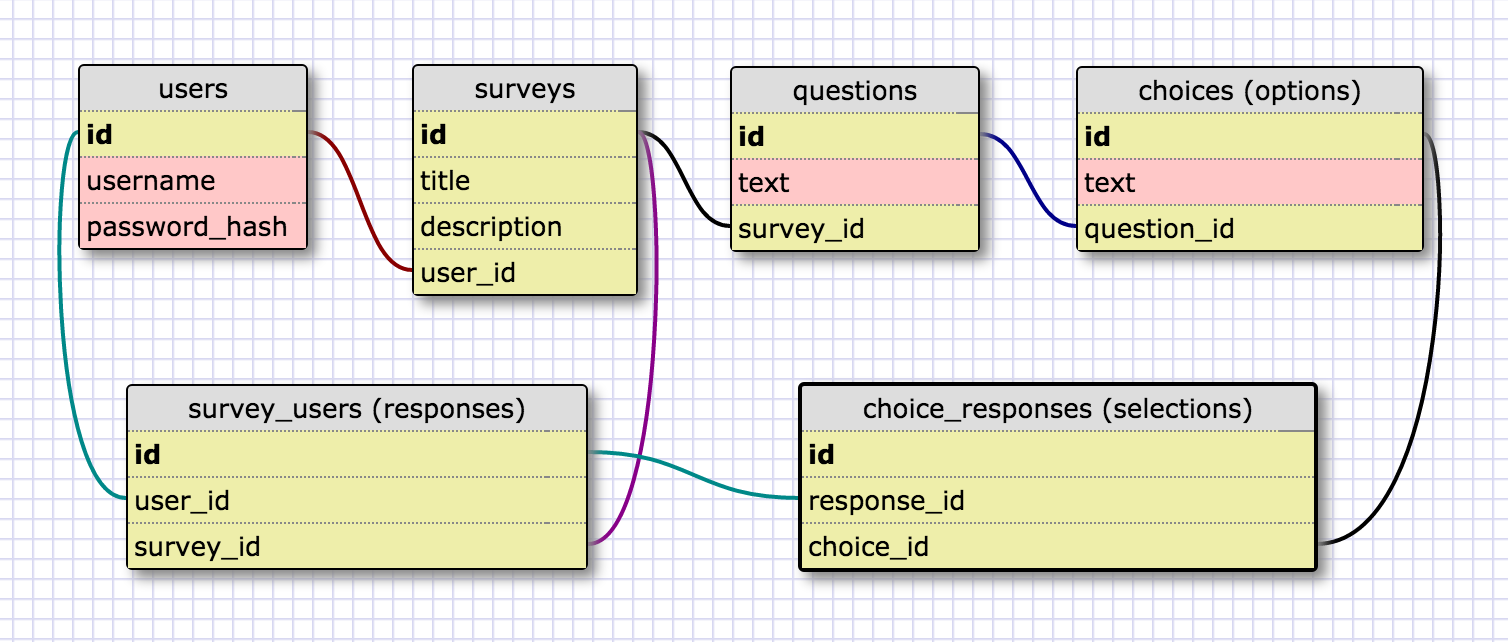 users
id
username
password_hash
surveys
id
title
description
user_id
questions
id
text
survey_id
choices (options)
id
text
question_id
survey_users (responses)
id
user_id
survey_id
choice_responses (selections)
id
response_id
choice_id